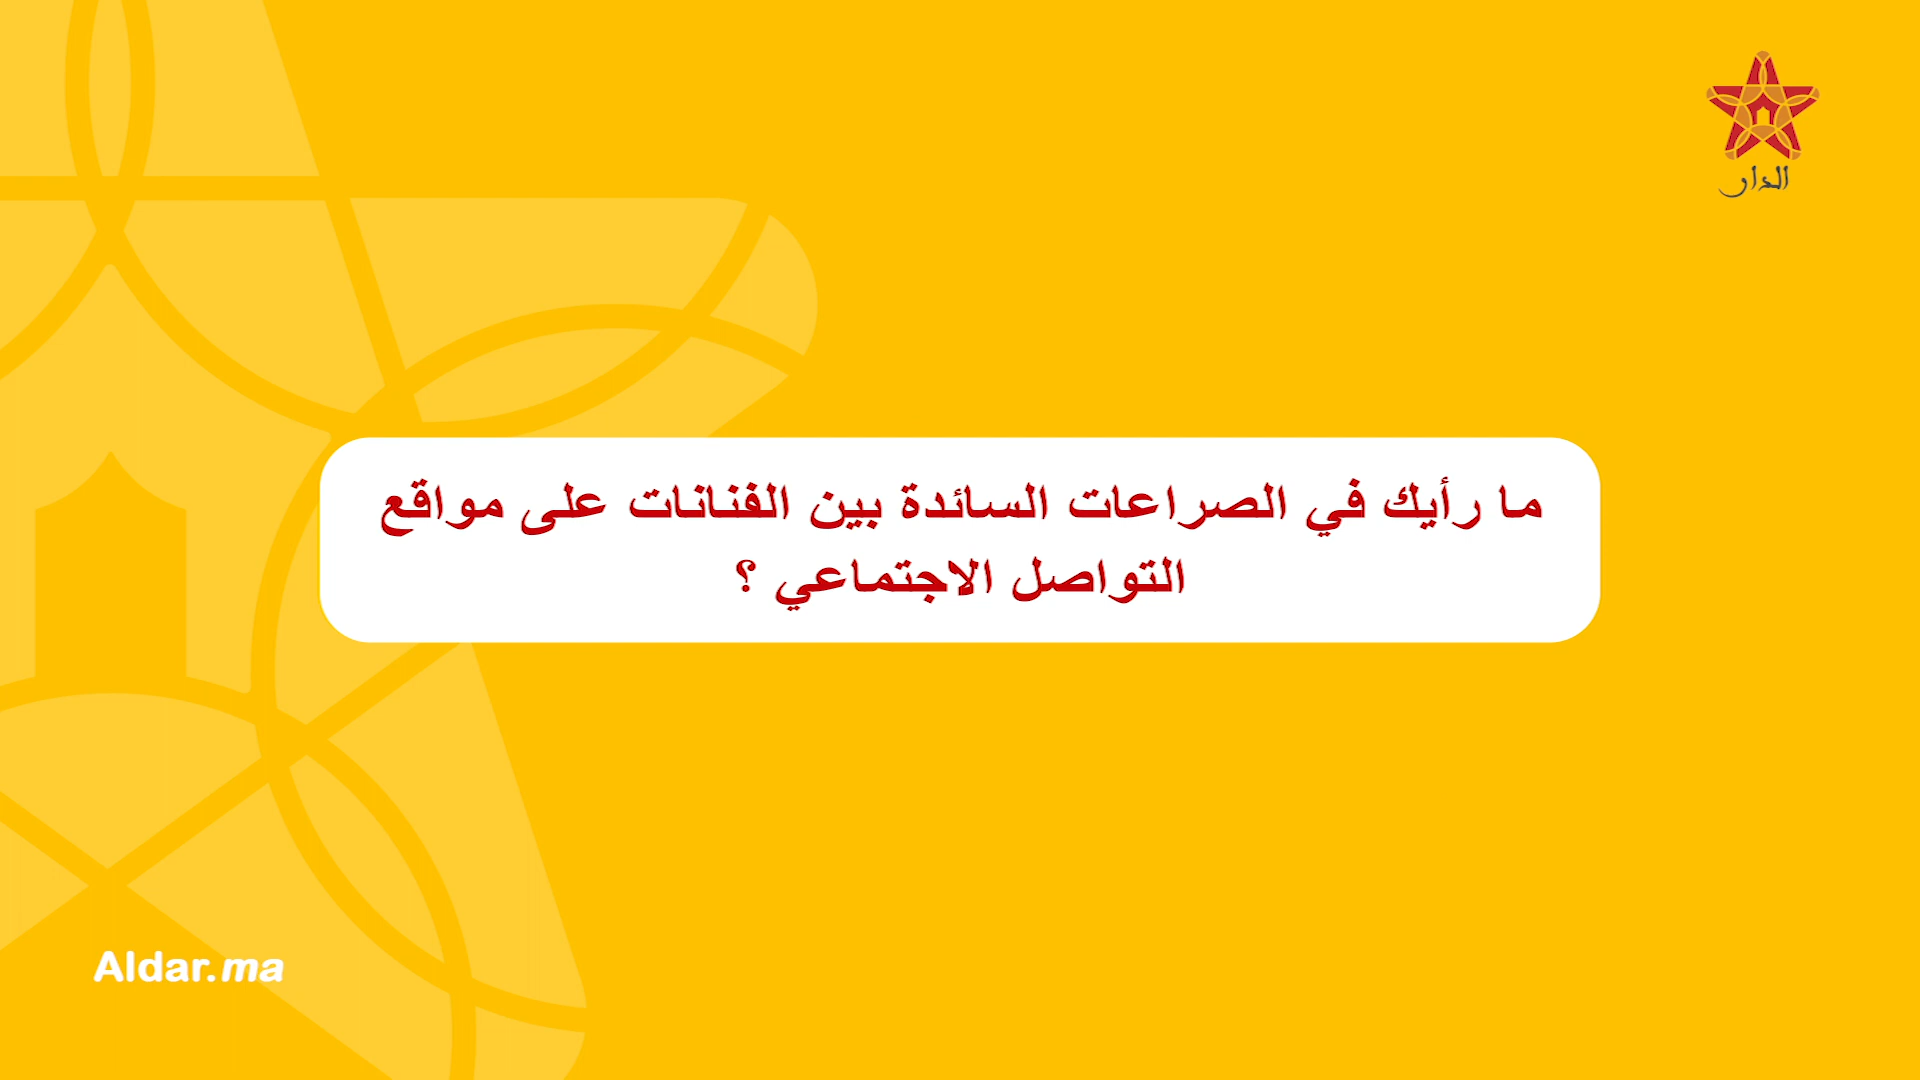 الدار
ما رأيك في الصراعات السائدة بين الفنانات على مواقع
التواصل الاجتماعي ؟
Aldar.ma